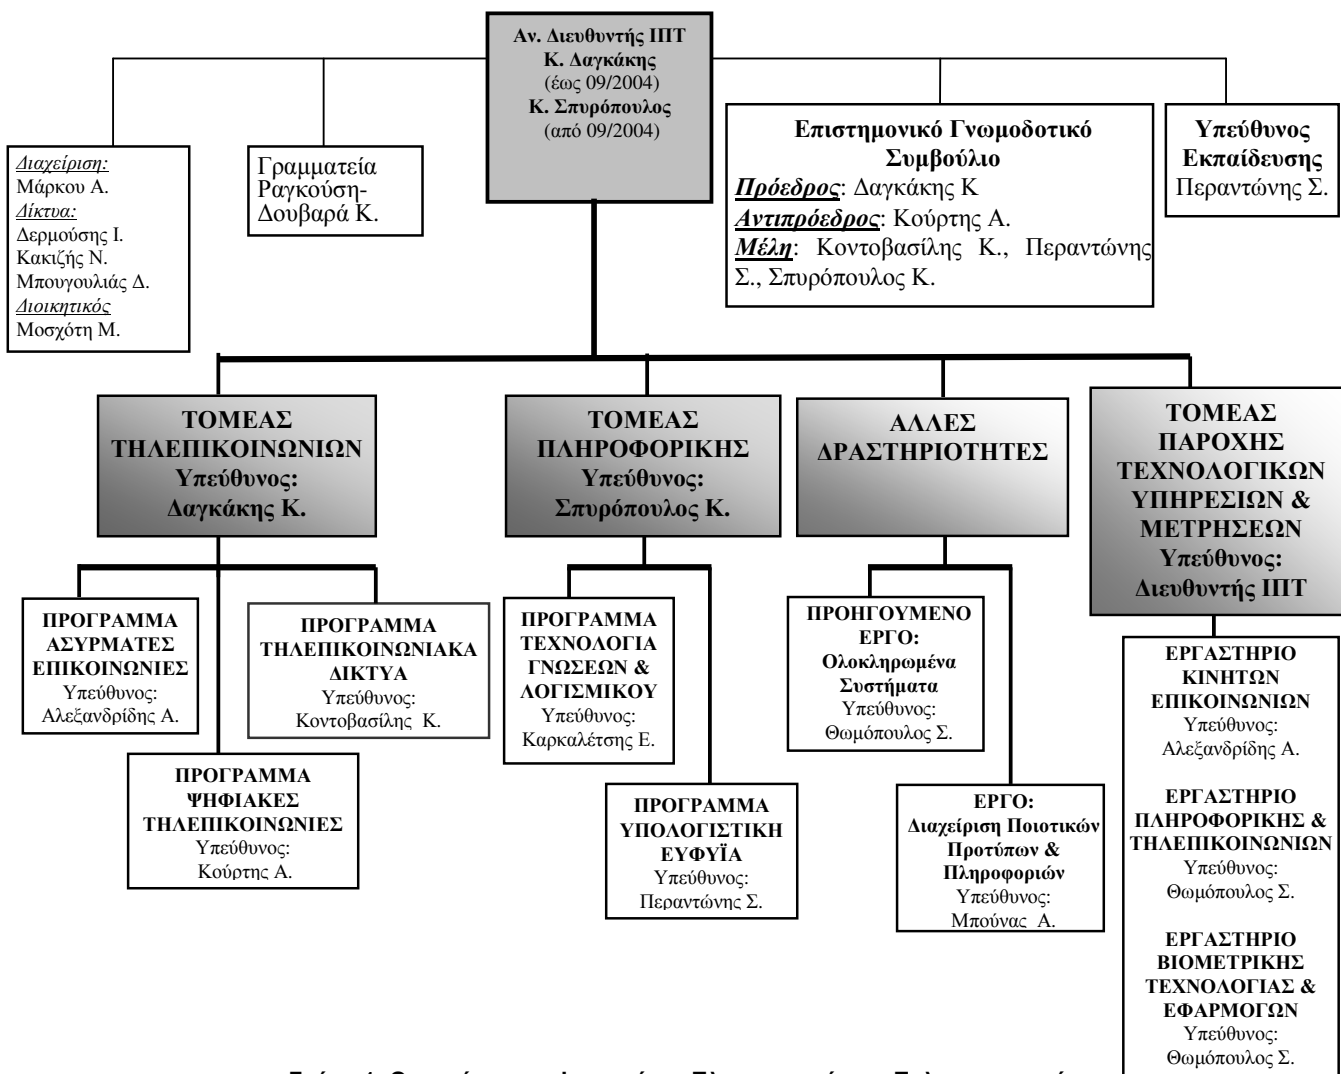 Αν. Διευθυντής ΙΠΤ
Κ. Δαγκάκης
(έως 09/2004)
Κ. Σπυρόπουλος
(από 09/2004)
Διαχείριση:
Μάρκου Α.
Δίκτυα:
Δερμούσης Ι.
Κακιζής Ν.
Μπουγουλιάς Δ.
Διοικητικός
Μοσχότη Μ.
Γραμματεία
Ραγκούση-
Δουβαρά Κ.
Επιστημονικό Γνωμοδοτικό
Συμβούλιο
Πρόεδρος: Δαγκάκης Κ
Αντιπρόεδρος: Κούρτης Α.
Μέλη: Κοντοβασίλης Κ., Περαντώνης
Σ., Σπυρόπουλος Κ.
Υπεύθυνος
Εκπαίδευσης
Περαντώνης Σ.
ΤΟΜΕΑΣ
ΤΗΛΕΠΙΚΟΙΝΩΝΙΩΝ
Υπεύθυνος:
Δαγκάκης Κ.
ΤΟΜΕΑΣ
ΠΛΗΡΟΦΟΡΙΚΗΣ
Υπεύθυνος:
Σπυρόπουλος Κ.
ΑΛΛΕΣ
ΔΡΑΣΤΗΡΙΟΤΗΤΕΣ
ΤΟΜΕΑΣ
ΠΑΡΟΧΗΣ
ΤΕΧΝΟΛΟΓΙΚΩΝ
ΥΠΗΡΕΣΙΩΝ &
ΜΕΤΡΗΣΕΩΝ
Υπεύθυνος:
Διευθυντής ΙΠΤ
ΠΡΟΓΡΑΜΜΑ
ΑΣΥΡΜΑΤΕΣ
ΕΠΙΚΟΙΝΩΝΙΕΣ
Υπεύθυνος:
Αλεξανδρίδης Α.
ΠΡΟΓΡΑΜΜΑ
ΤΗΛΕΠΙΚΟΙΝΩΝΙΑΚΑ
ΔΙΚΤΥΑ
Υπεύθυνος:
Κοντοβασίλης Κ.
ΠΡΟΓΡΑΜΜΑ
ΨΗΦΙΑΚΕΣ
ΤΗΛΕΠΙΚΟΙΝΩΝΙΕΣ
Υπεύθυνος:
Κούρτης Α.
ΠΡΟΓΡΑΜΜΑ
ΤΕΧΝΟΛΟΓΙΑ
ΓΝΩΣΕΩΝ &
ΛΟΓΙΣΜΙΚΟΥ
Υπεύθυνος:
Καρκαλέτσης Ε.
ΠΡΟΓΡΑΜΜΑ
ΥΠΟΛΟΓΙΣΤΙΚΗ
ΕΥΦΥΪΑ
Υπεύθυνος:
Περαντώνης Σ.
ΠΡΟΗΓΟΥΜΕΝΟ
ΕΡΓΟ:
Ολοκληρωμένα
Συστήματα
Υπεύθυνος:
Θωμόπουλος Σ.
ΕΡΓΟ:
Διαχείριση Ποιοτικών
Προτύπων &
Πληροφοριών
Υπεύθυνος:
Μπούνας Α.
ΕΡΓΑΣΤΗΡΙΟ
ΚΙΝΗΤΩΝ
ΕΠΙΚΟΙΝΩΝΙΩΝ
Υπεύθυνος:
Αλεξανδρίδης Α.
ΕΡΓΑΣΤΗΡΙΟ
ΠΛΗΡΟΦΟΡΙΚΗΣ &
ΤΗΛΕΠΙΚΟΙΝΩΝΙΩΝ
Υπεύθυνος:
Θωμόπουλος Σ.
ΕΡΓΑΣΤΗΡΙΟ
ΒΙΟΜΕΤΡΙΚΗΣ
ΤΕΧΝΟΛΟΓΙΑΣ &
ΕΦΑΡΜΟΓΩΝ
Υπεύθυνος:
Θωμόπουλος Σ.